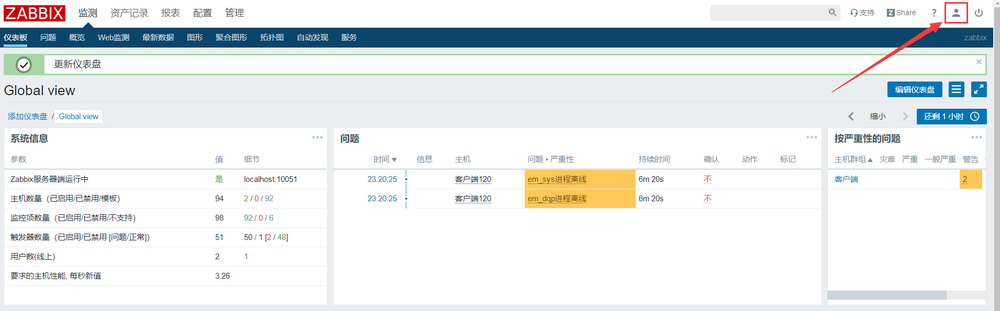 ZABBIX 监测 资产记录 报表 配置 管理 支持 Z Share ?
仪表板 问题 概览 Web监测 最新数据 图形 聚合图形 拓扑图 自动发现 服务 zabbix
更新仪表盘
Global view 编辑仪表盘
添加仪表盘 / Global view 缩小 还剩 1 小时
系统信息
参数 值 细节
Zabbix服务器端运行中 是 localhost:10051
主机数量（已启用/已禁用/模板） 94 2 / 0 / 92
监控项数量（已启用/已禁用/不支持） 98 92 / 0 / 6
触发器数量（已启用/已禁用 [问题/正常]） 51 50 / 1 [2 / 48]
用户数(线上) 2 1
要求的主机性能, 每秒新值 3.26
问题
时间 信息 主机 问题 • 严重性 持续时间 确认 动作 标记
23:20:25 客户端120 em_sys进程离线 6m 20s 不
23:20:25 客户端120 em_dqp进程离线 6m 20s 不
按严重性的问题
主机群组 灾难 严重 一般严重 警告
客户端 2